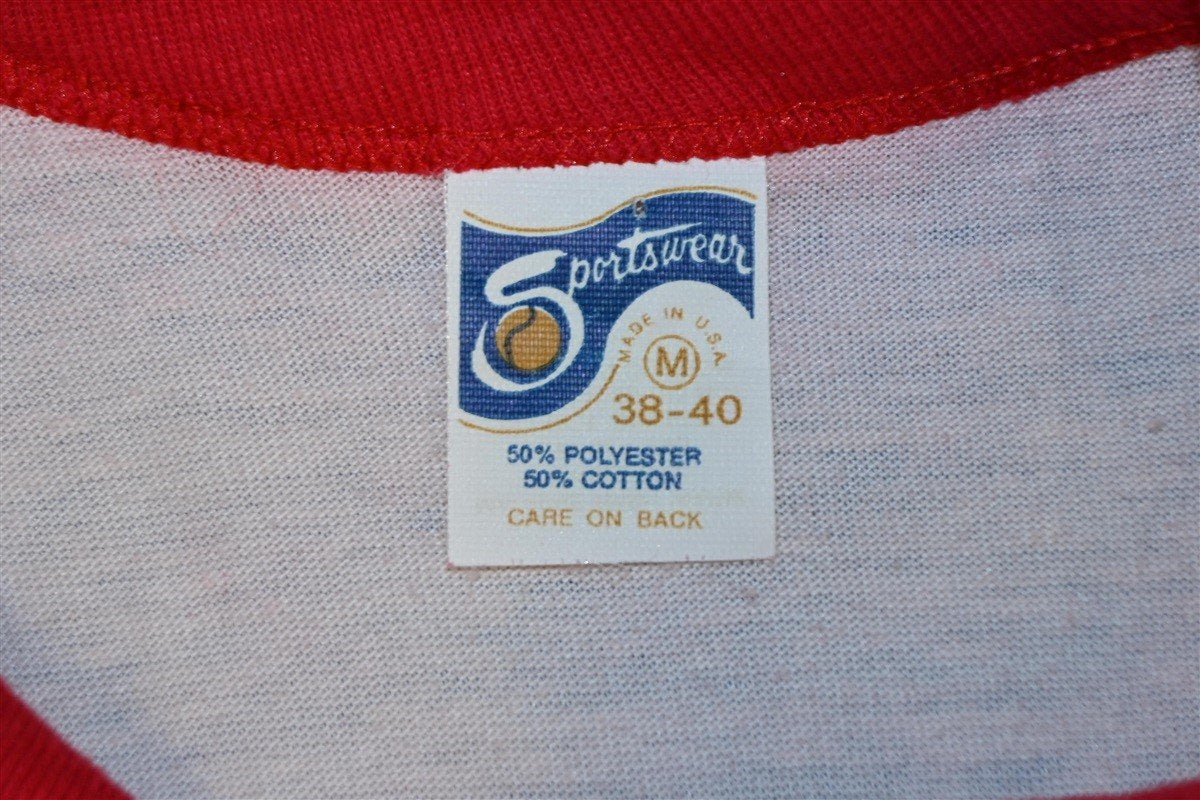 Sportswear
MADE IN U.S.A.
M
38-40
50% POLYESTER
50% COTTON
CARE ON BACK